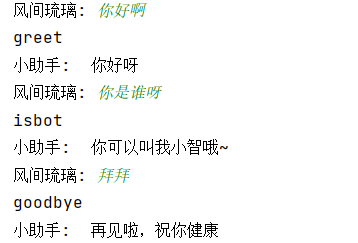 风间琉璃: 你好啊
greet
小助手:  你好呀
风间琉璃: 你是谁呀
isbot
小助手:  你可以叫我小智哦~
风间琉璃: 拜拜
goodbye
小助手:  再见啦，祝你健康